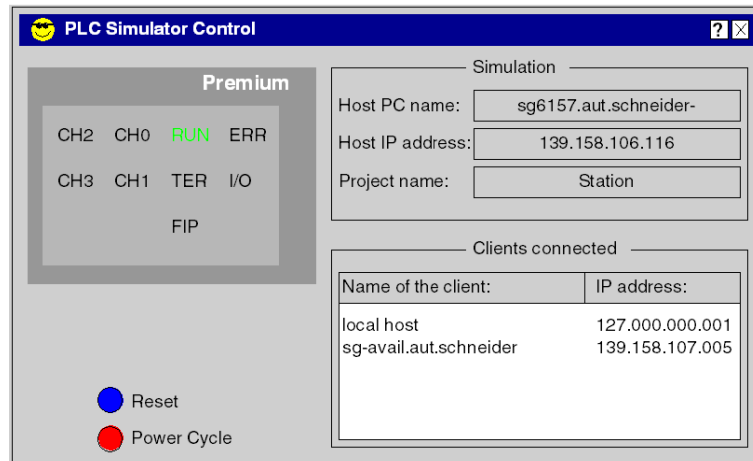 PLC Simulator Control
?
Premium
CH2 CH0 RUN ERR
CH3 CH1 TER I/O
FIP
Reset
Power Cycle
Simulation
Host PC name: sg6157.aut.schneider-
Host IP address: 139.158.106.116
Project name: Station
Clients connected
Name of the client: IP address:
local host 127.000.000.001
sg-avail.aut.schneider 139.158.107.005